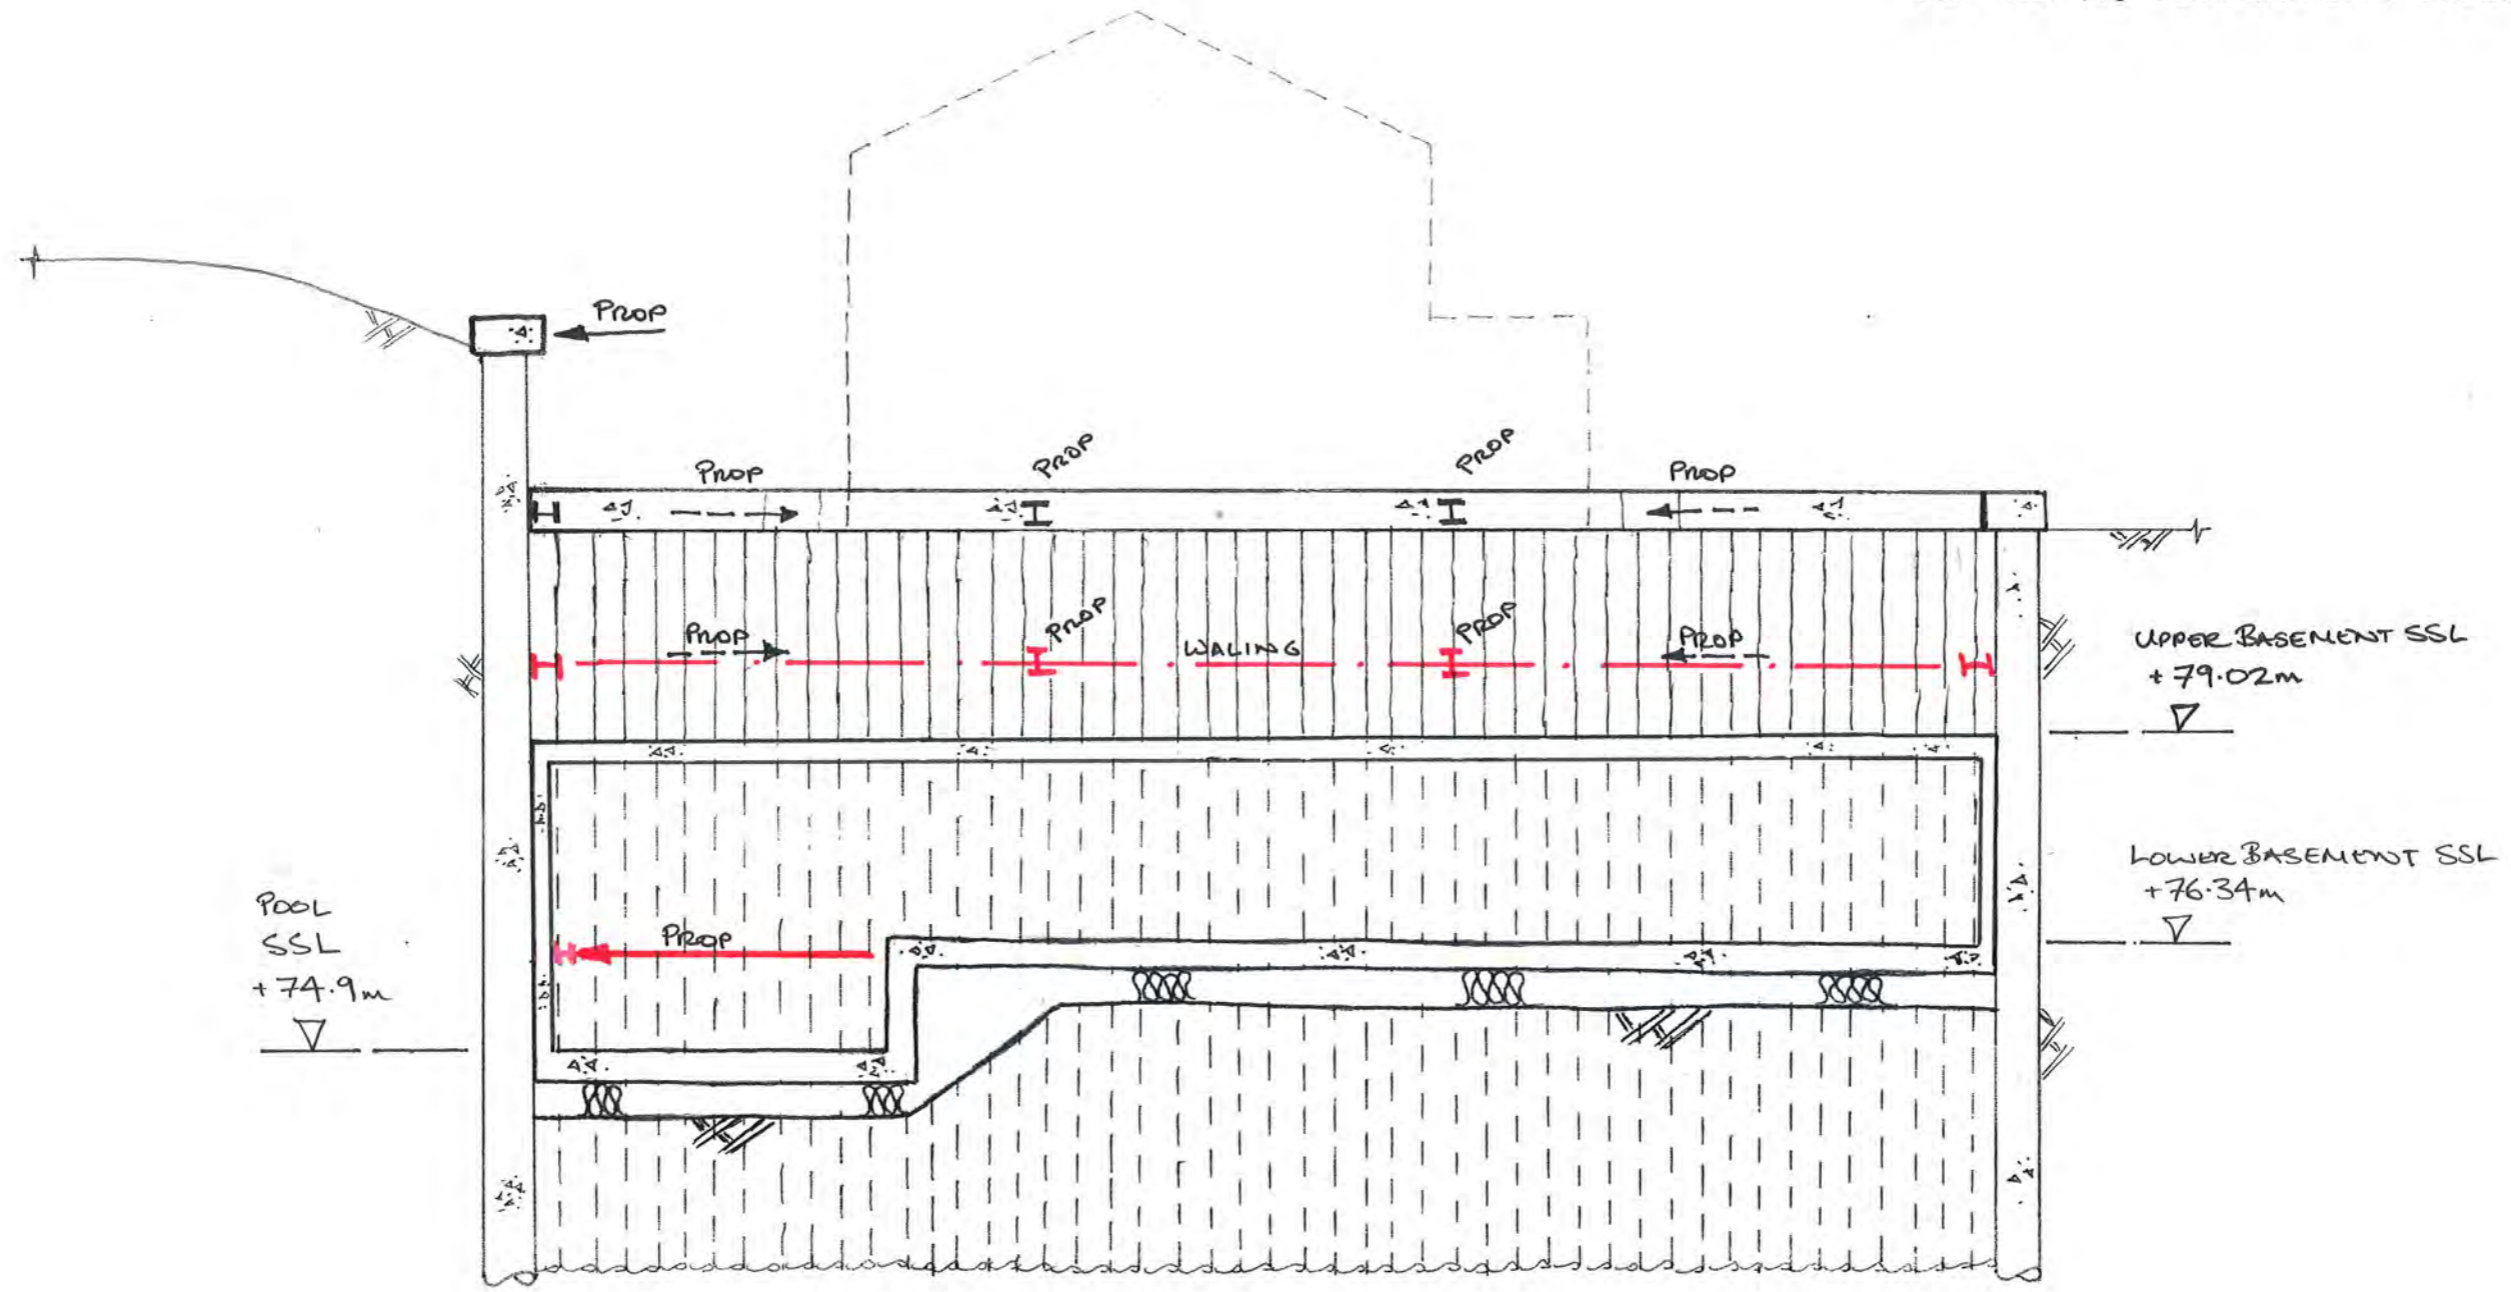 PROP
PROP
PROP
PROP
PROP
PROP
PROP
WALING
PROP
PROP
UPPER BASEMENT SSL
+79.02m
LOWER BASEMENT SSL
+76.34m
POOL
SSL
+74.9m
PROP